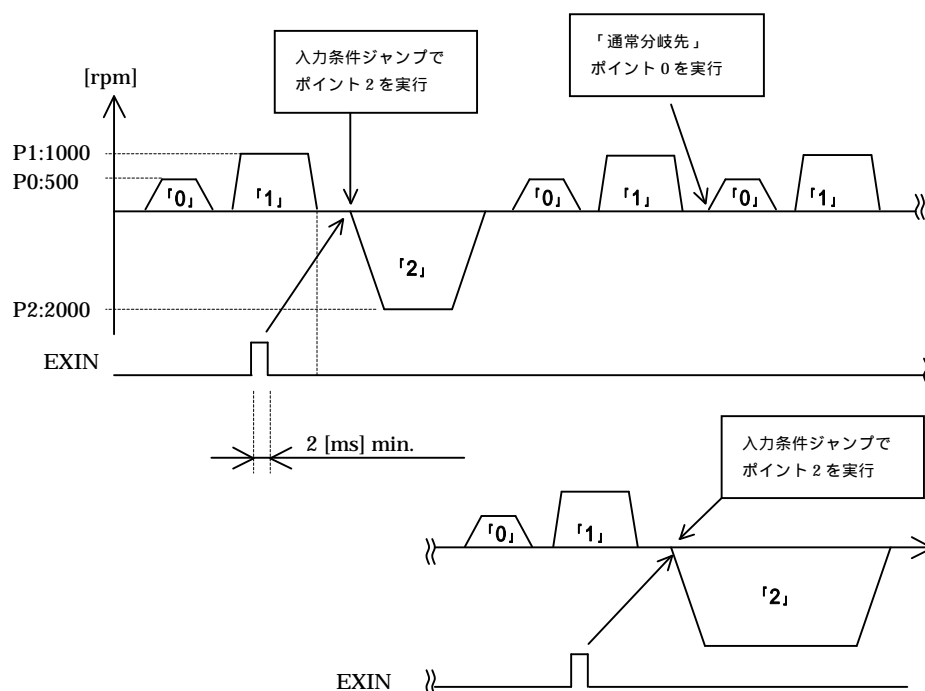 入力条件ジャンプで
ポイント2を実行
「通常分岐先」
ポイント0を実行
[rpm]
P1:1000
P0:500
「0」
「1」
「0」
「1」
「0」
「1」
「2」
P2:2000
EXIN
2 [ms] min.
入力条件ジャンプで
ポイント2を実行
「0」
「1」
「2」
EXIN